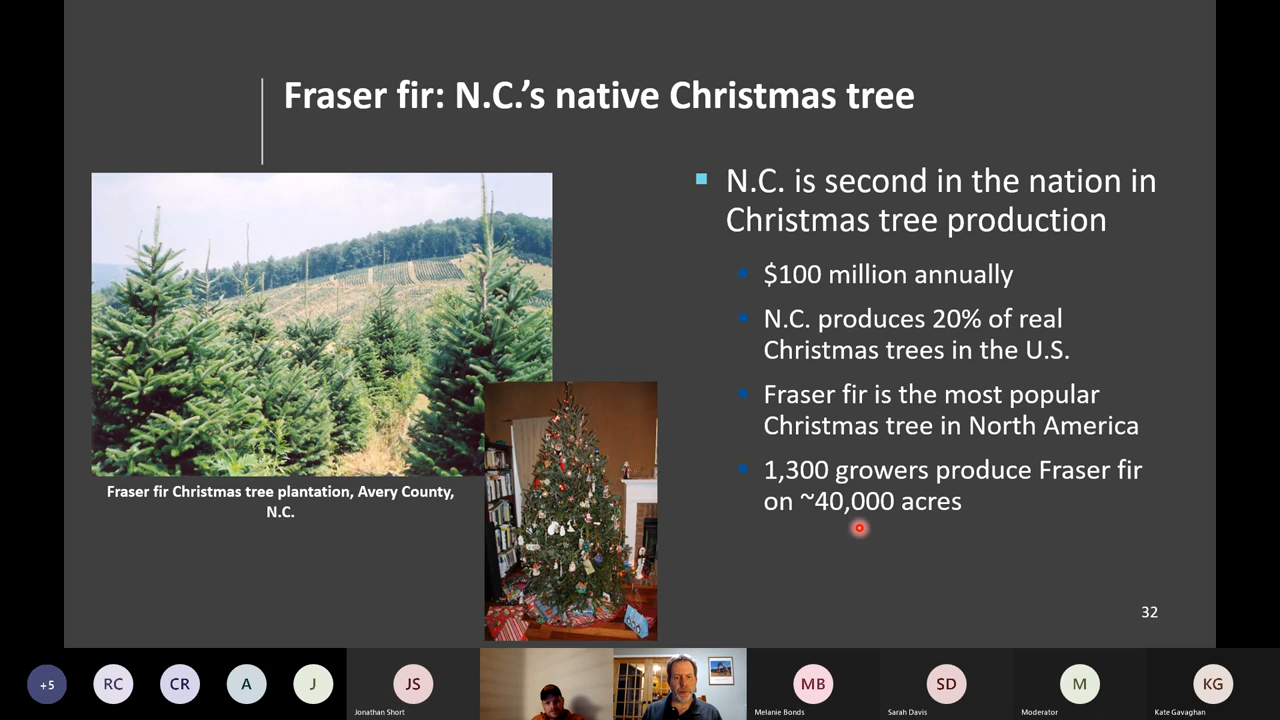 Fraser fir: N.C.'s native Christmas tree
N.C. is second in the nation in
Christmas tree production
$100 million annually
N.C. produces 20% of real
Christmas trees in the U.S.
Fraser fir is the most popular
Christmas tree in North America
1,300 growers produce Fraser fir
on ~40,000 acres
Fraser fir Christmas tree plantation, Avery County,
N.C.
32
+5
RC
CR
A
J
JS
Jonathan Short
MB
Melanie Bonds
SD
Sarah Davis
M
Moderator
KG
Kate Gavaghan